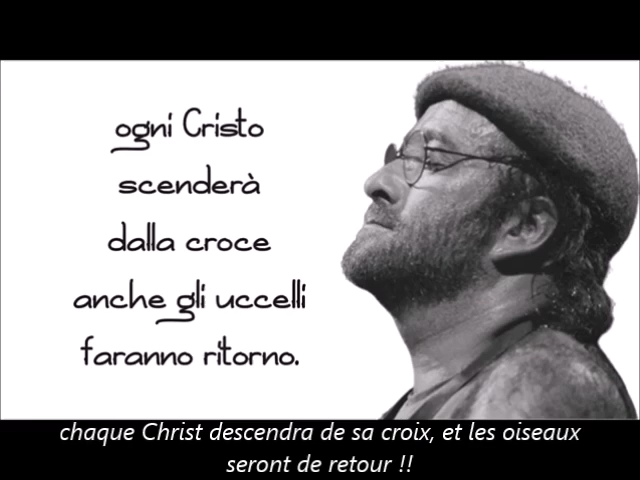 ogni Cristo
scenderà
dalla croce
anche gli uccelli
faranno ritorno.
chaque Christ descendra de sa croix, et les oiseaux
seront de retour !!